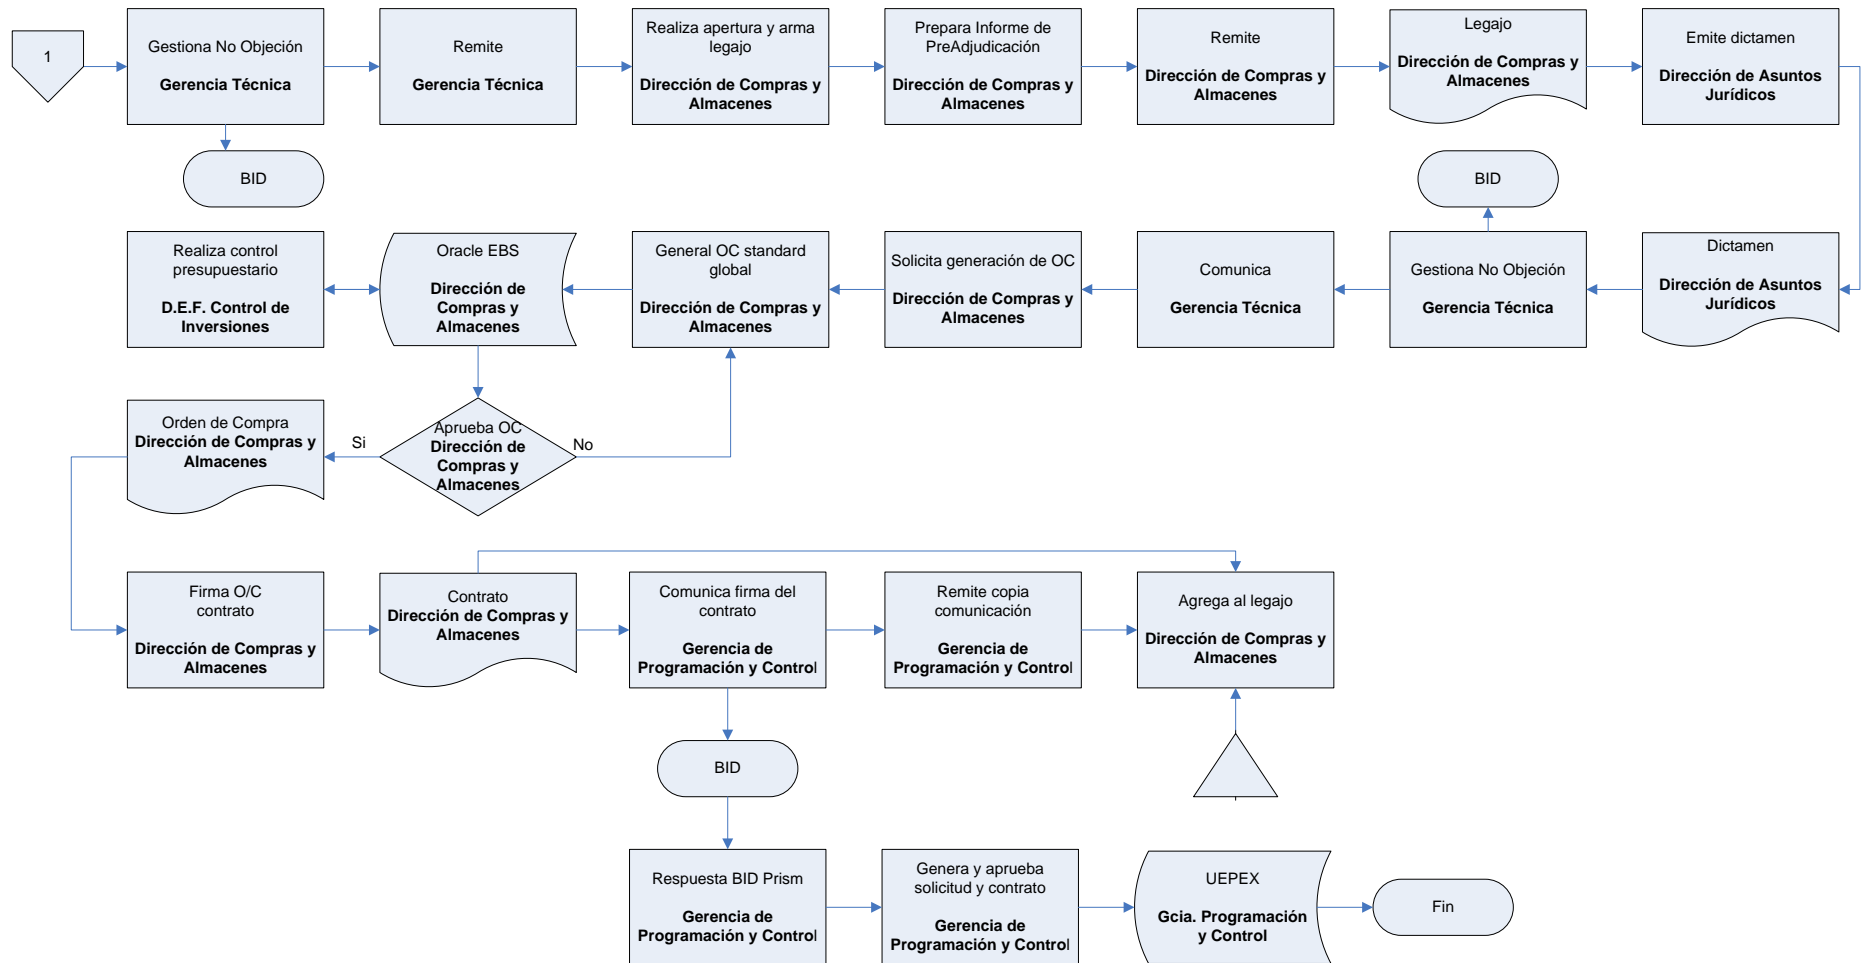 1
Gestiona No Objeción
Gerencia Técnica
Remite
Gerencia Técnica
Realiza apertura y arma
legajo
Dirección de Compras y
Almacenes
Prepara Informe de
PreAdjudicación
Dirección de Compras y
Almacenes
Remite
Dirección de Compras y
Almacenes
Legajo
Dirección de Compras y
Almacenes
Emite dictamen
Dirección de Asuntos
Jurídicos
BID
BID
Realiza control
presupuestario
D.E.F. Control de
Inversiones
Oracle EBS
Dirección de
Compras y
Almacenes
General OC standard
global
Dirección de Compras y
Almacenes
Solicita generación de OC
Dirección de Compras y
Almacenes
Comunica
Gerencia Técnica
Gestiona No Objeción
Gerencia Técnica
Dictamen
Dirección de Asuntos
Jurídicos
Orden de Compra
Dirección de Compras y
Almacenes
Si
Aprueba OC
Dirección de
Compras y
Almacenes
No
Firma O/C
contrato
Dirección de Compras y
Almacenes
Contrato
Dirección de Compras y
Almacenes
Comunica firma del
contrato
Gerencia de
Programación y Control
Remite copia
comunicación
Gerencia de
Programación y Control
Agrega al legajo
Dirección de Compras y
Almacenes
BID
Respuesta BID Prism
Gerencia de
Programación y Control
Genera y aprueba
solicitud y contrato
Gerencia de
Programación y Control
UEPEX
Gcia. Programación
y Control
Fin